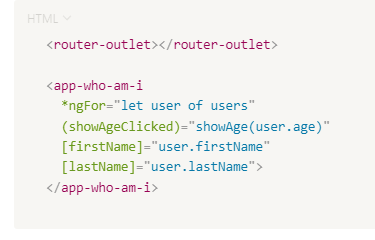 HTML
<router-outlet></router-outlet>
<app-who-am-i
*ngFor="let user of users"
(showAgeClicked)="showAge(user.age)"
[firstName]="user.firstName"
[lastName]="user.lastName">
</app-who-am-i>